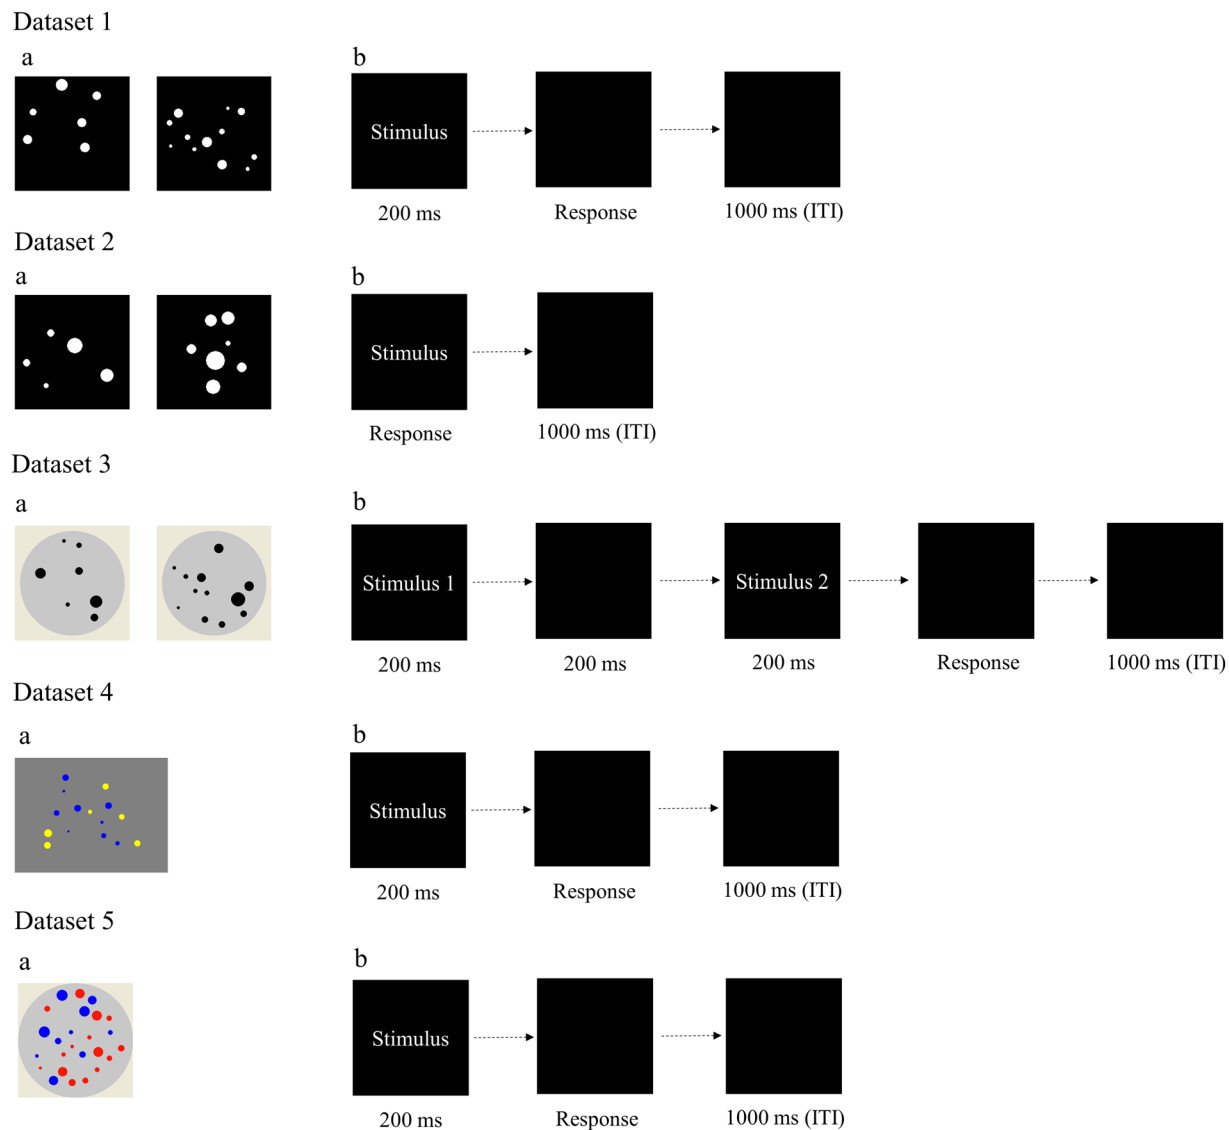 Dataset 1
a
b
Stimulus
200 ms
Response
1000 ms (ITI)
Dataset 2
a
b
Stimulus
Response
1000 ms (ITI)
Dataset 3
a
b
Stimulus 1
Stimulus 2
200 ms
200 ms
200 ms
Response
1000 ms (ITI)
Dataset 4
a
b
Stimulus
200 ms
Response
1000 ms (ITI)
Dataset 5
a
b
Stimulus
200 ms
Response
1000 ms (ITI)